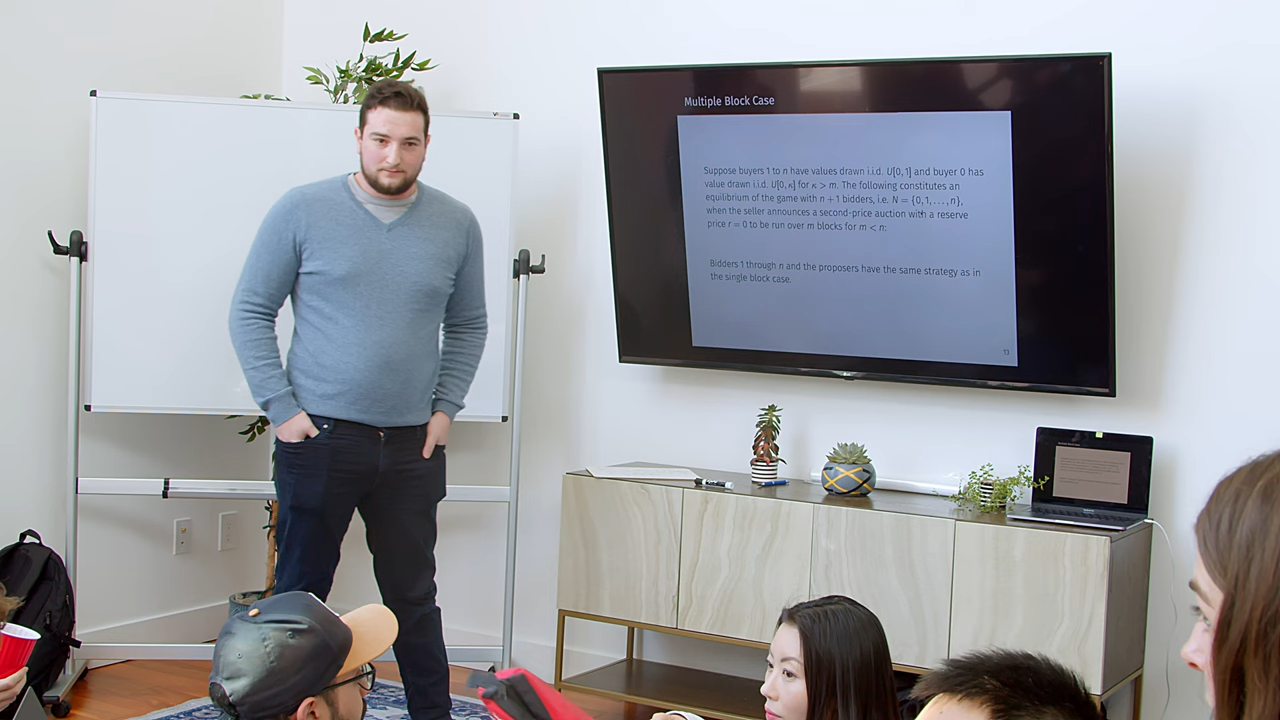 Multiple Block Case
Suppose buyers 1 to n have values drawn i.i.d. U[0, 1] and buyer 0 has
value drawn i.i.d. U[0, κ] for κ > m. The following constitutes an
equilibrium of the game with n + 1 bidders, i.e. N = {0, 1, . . . , n},
when the seller announces a second-price auction with a reserve
price r = 0 to be run over m blocks for m < n:
Bidders 1 through n and the proposers have the same strategy as in
the single block case.
13